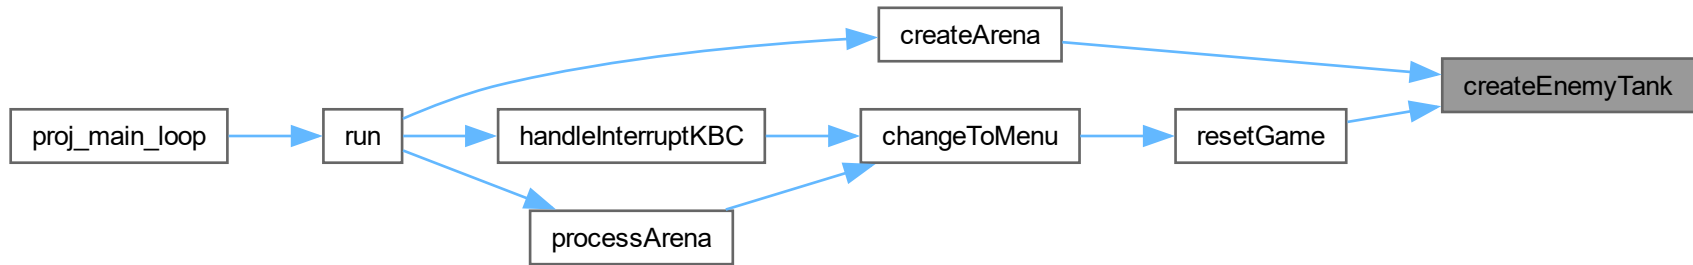 createArena
createEnemyTank
proj_main_loop
run
handleInterruptKBC
changeToMenu
resetGame
processArena